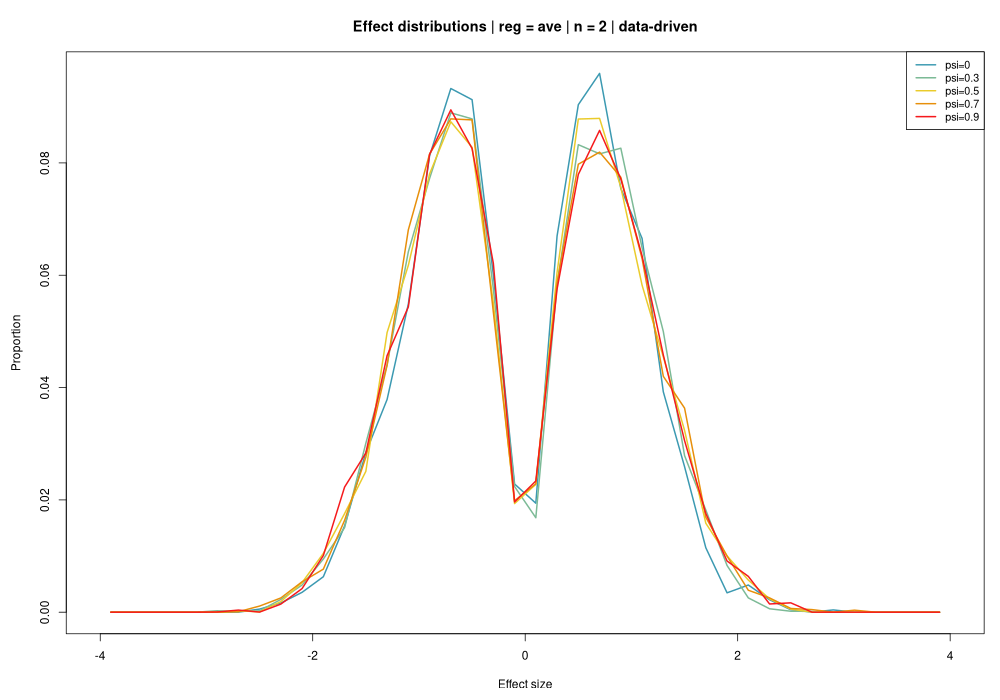 Effect distributions | reg = ave | n = 2 | data-driven
psi=0
psi=0.3
psi=0.5
psi=0.7
psi=0.9
Proportion
0.08
0.06
0.04
0.02
0.00
-4 -2 0 2 4
Effect size